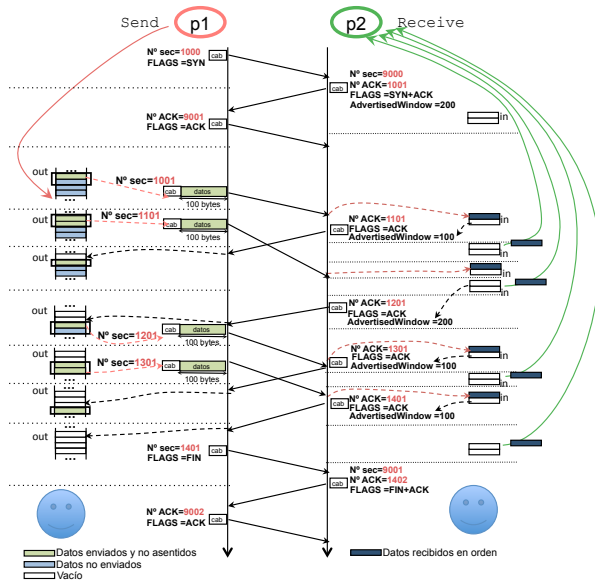 Send p1 p2 Receive
Nº sec=1000
FLAGS =SYN
cab
Nº sec=9000
Nº ACK=1001
FLAGS =SYN+ACK
AdvertisedWindow =200
cab
in
Nº ACK=9001
FLAGS =ACK
cab
out
...
Nº sec=1001
cab datos
100 bytes
...
out
...
Nº sec=1101
cab datos
100 bytes
...
Nº ACK=1101
FLAGS =ACK
AdvertisedWindow =100
cab
in
in
out
...
...
in
in
Nº ACK=1201
FLAGS =ACK
AdvertisedWindow =200
cab
out
...
Nº sec=1201
cab datos
100 bytes
...
out
...
Nº sec=1301
cab datos
100 bytes
...
Nº ACK=1301
FLAGS =ACK
AdvertisedWindow =100
cab
in
out
...
...
Nº ACK=1401
FLAGS =ACK
AdvertisedWindow =100
cab
in
out
...
...
Nº sec=1401
FLAGS =FIN
cab
Nº sec=9001
Nº ACK=1402
FLAGS =FIN+ACK
cab
Nº ACK=9002
FLAGS =ACK
cab
Datos enviados y no asentidos
Datos no enviados
Vacío
Datos recibidos en orden